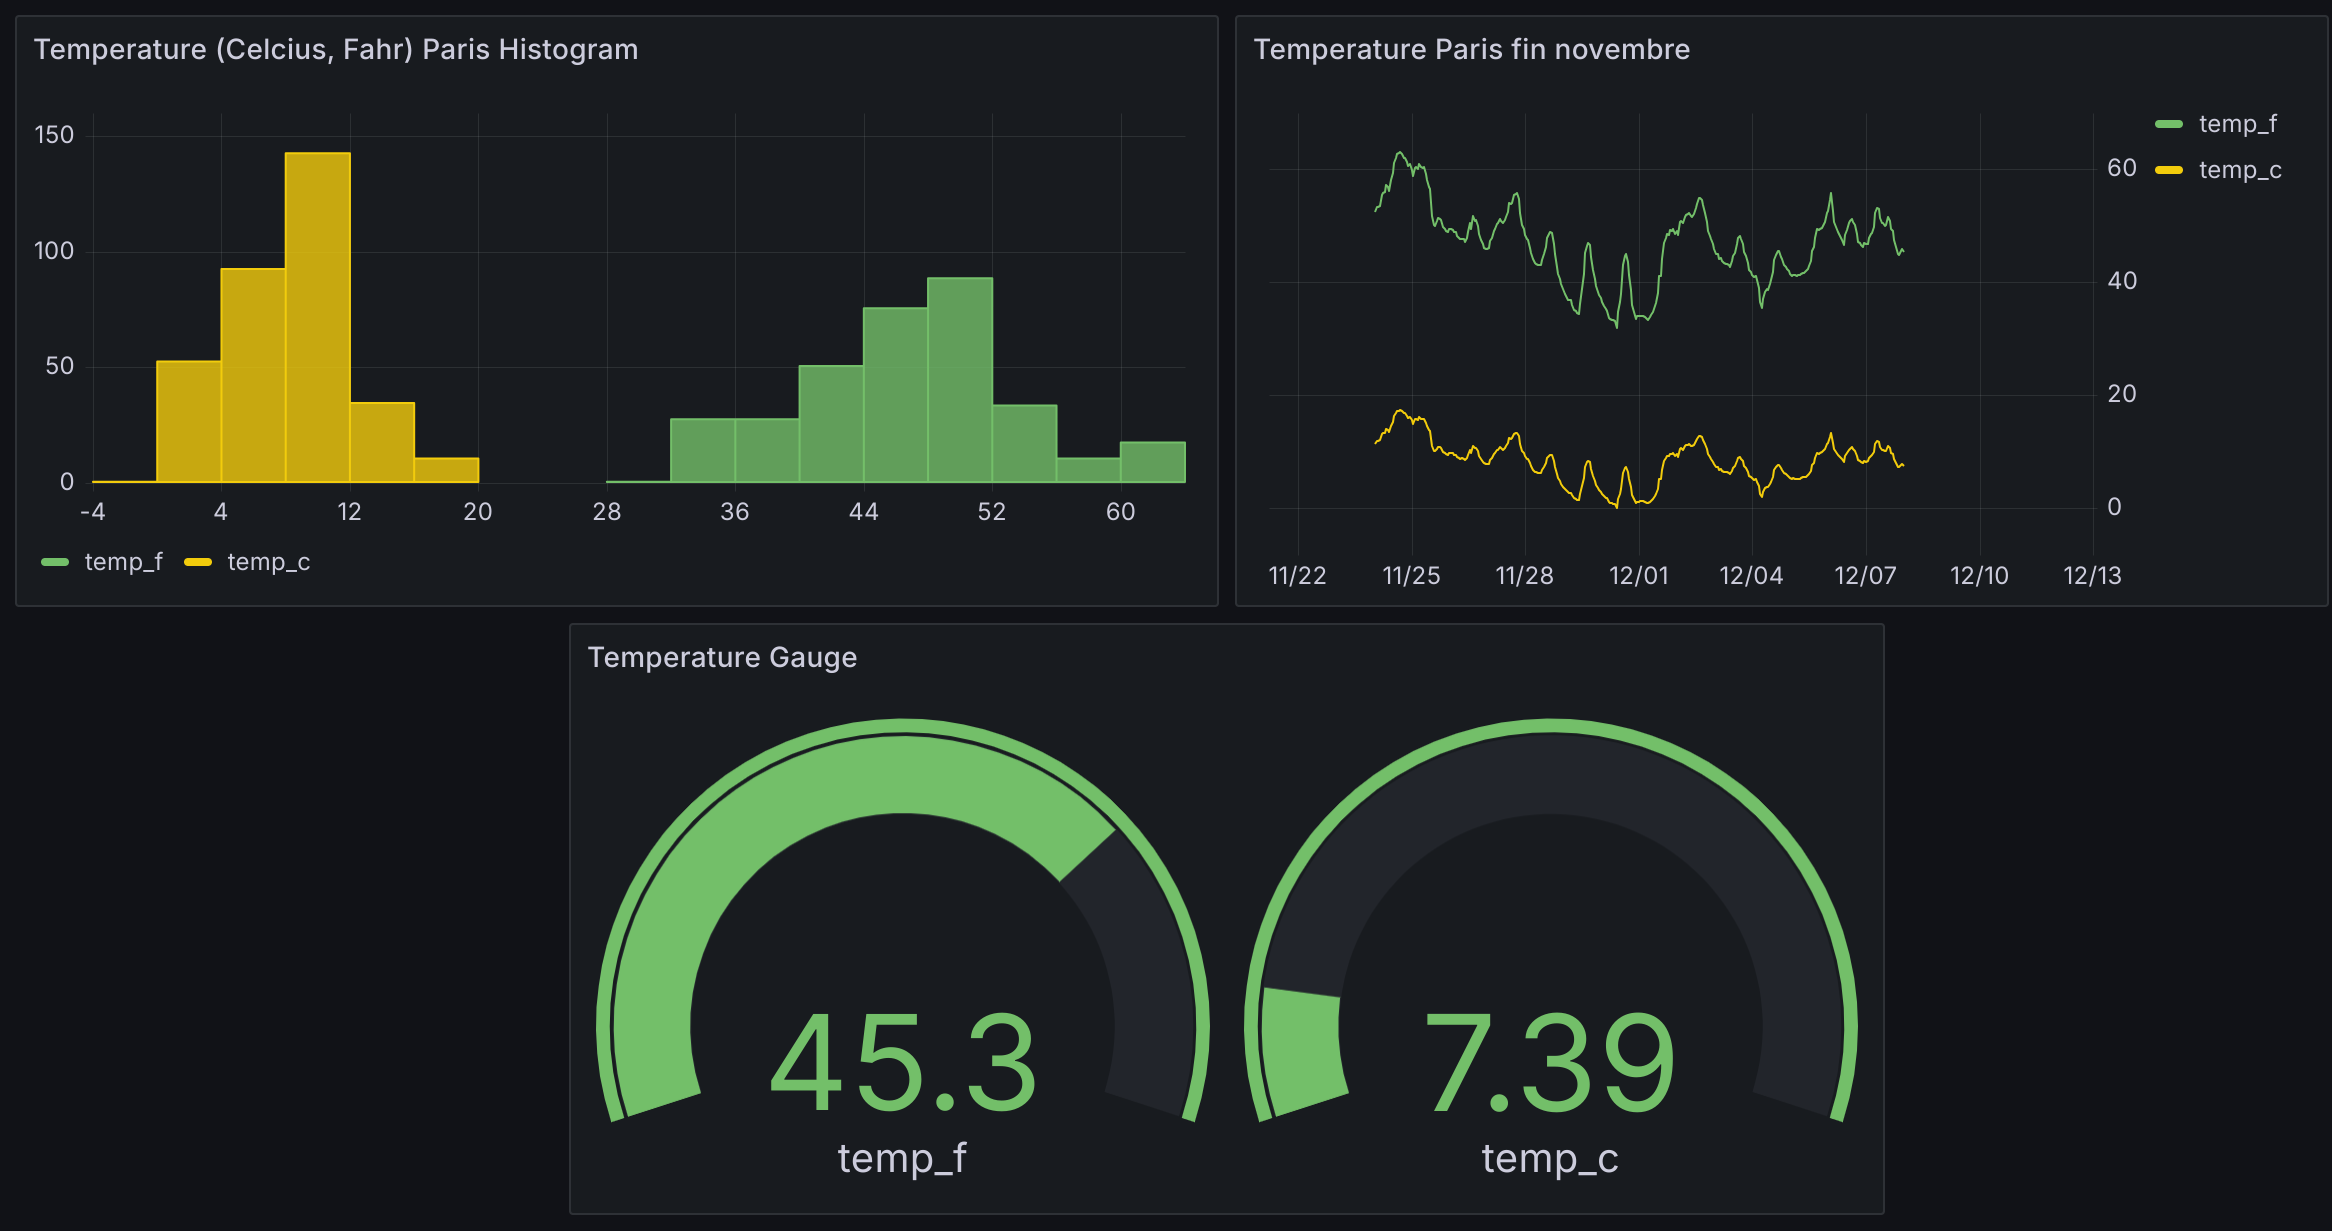 Temperature (Celcius, Fahr) Paris Histogram
150
100
50
0
-4 4 12 20 28 36 44 52 60
temp_f temp_c
Temperature Paris fin novembre
temp_f
temp_c
60
40
20
0
11/22 11/25 11/28 12/01 12/04 12/07 12/10 12/13
Temperature Gauge
45.3 7.39
temp_f temp_c